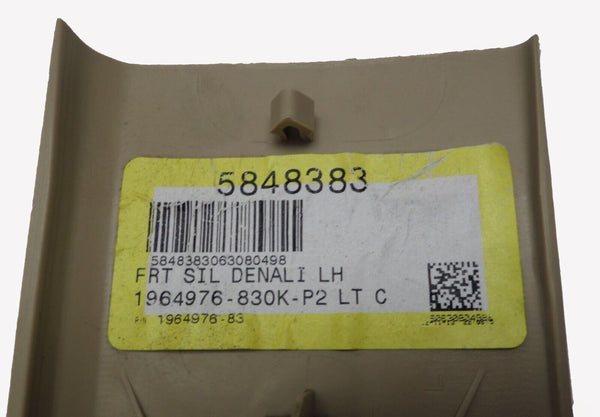 5848383
5848383063080498
FRT SIL DENALI LH
1964976-830K-P2 LT C
P/N 1964976-83